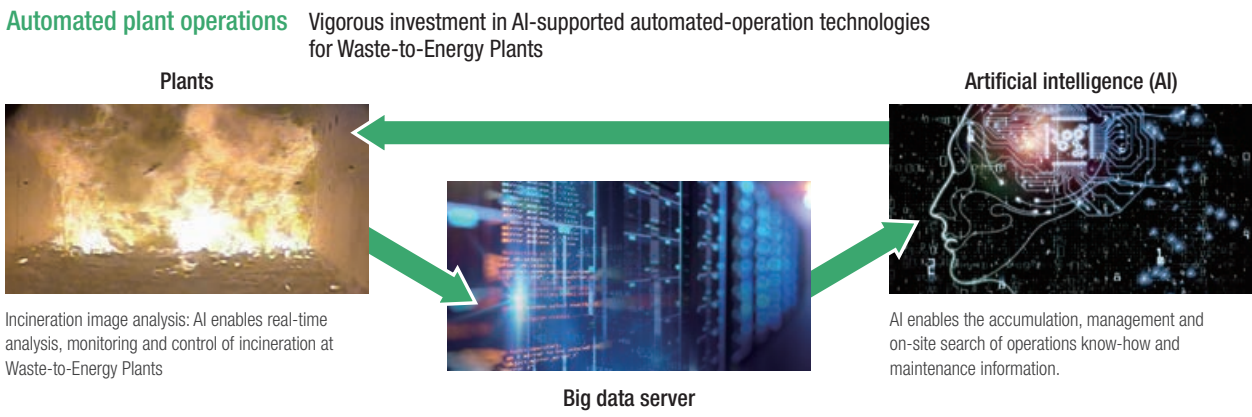 Automated plant operations
Vigorous investment in AI-supported automated-operation technologies
for Waste-to-Energy Plants
Plants
Artificial intelligence (AI)
Incineration image analysis: AI enables real-time
analysis, monitoring and control of incineration at
Waste-to-Energy Plants
AI enables the accumulation, management and
on-site search of operations know-how and
maintenance information.
Big data server